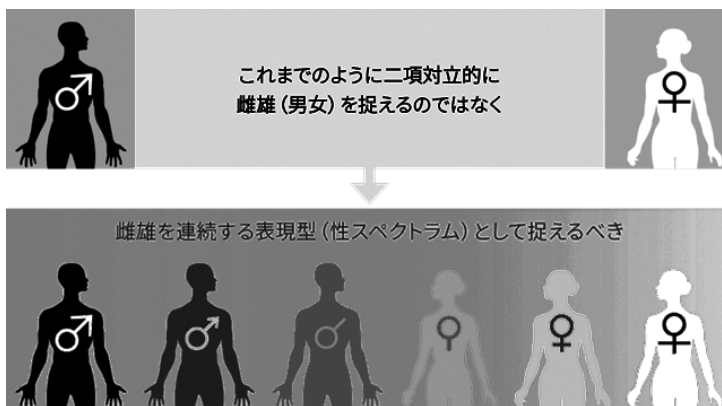 これまでのように二項対立的に
雌雄（男女）を捉えるのではなく
雌雄を連続する表現型（性スペクトラム）として捉えるべき